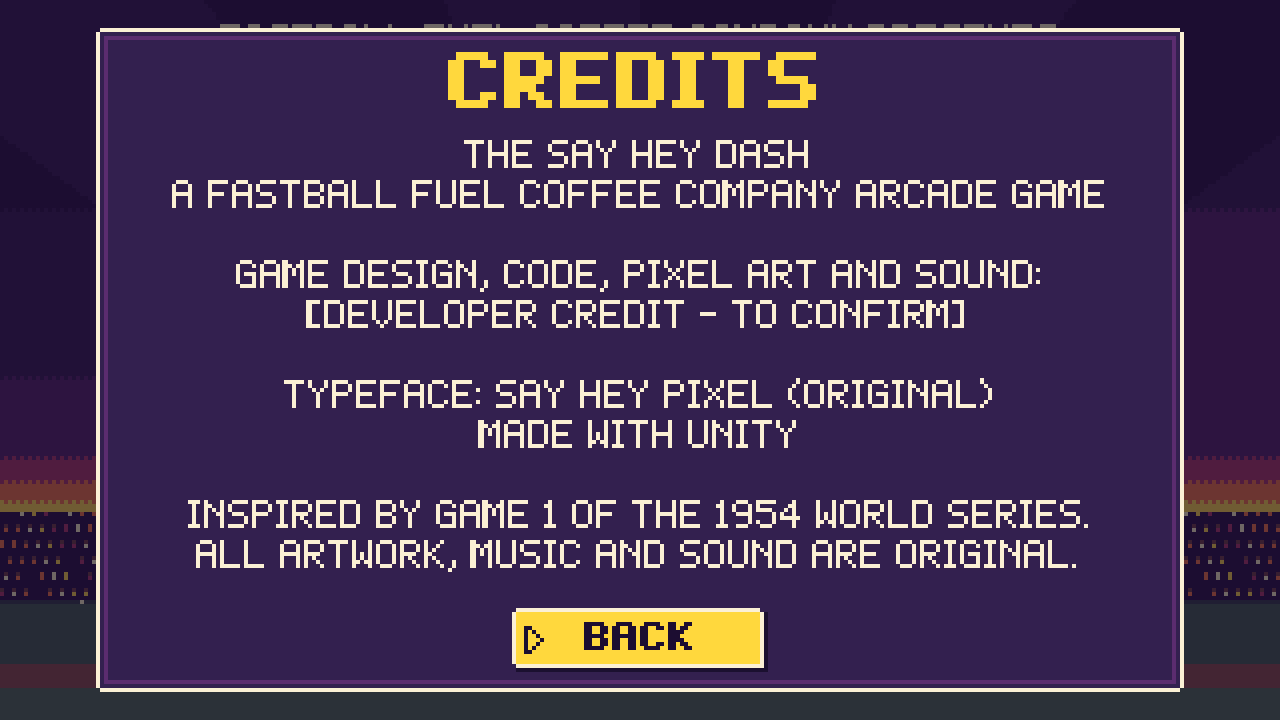 CREDITS
THE SAY HEY DASH
A FASTBALL FUEL COFFEE COMPANY ARCADE GAME
GAME DESIGN, CODE, PIXEL ART AND SOUND:
[DEVELOPER CREDIT - TO CONFIRM]
TYPEFACE: SAY HEY PIXEL (ORIGINAL)
MADE WITH UNITY
INSPIRED BY GAME 1 OF THE 1954 WORLD SERIES.
ALL ARTWORK, MUSIC AND SOUND ARE ORIGINAL.
BACK